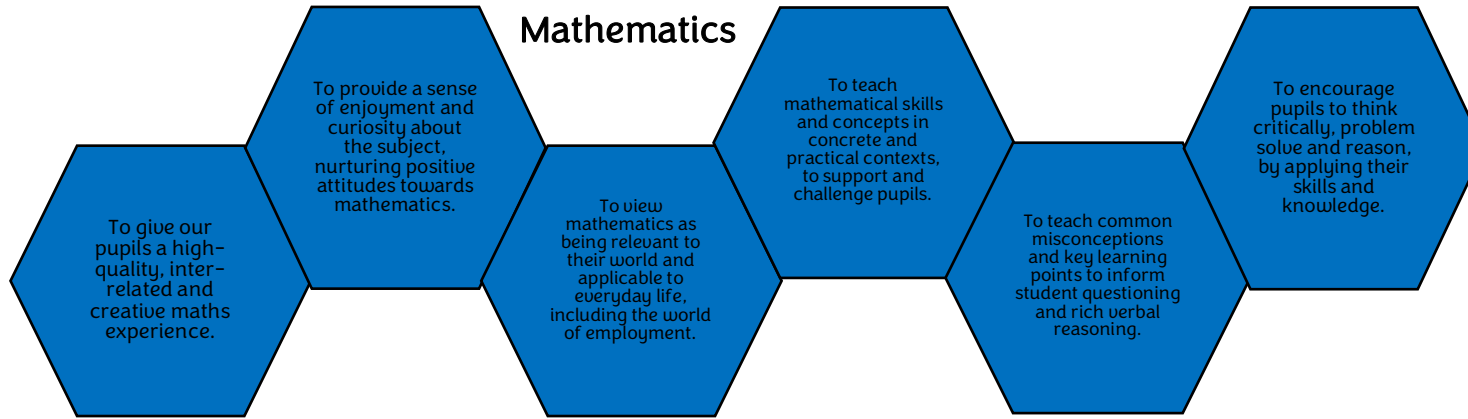 Mathematics
To give our
pupils a high-
quality, inter-
related and
creative maths
experience.
To provide a sense
of enjoyment and
curiosity about
the subject,
nurturing positive
attitudes towards
mathematics.
To view
mathematics as
being relevant to
their world and
applicable to
everyday life,
including the world
of employment.
To teach
mathematical skills
and concepts in
concrete and
practical contexts,
to support and
challenge pupils.
To teach common
misconceptions
and key learning
points to inform
student questioning
and rich verbal
reasoning.
To encourage
pupils to think
critically, problem
solve and reason,
by applying their
skills and
knowledge.